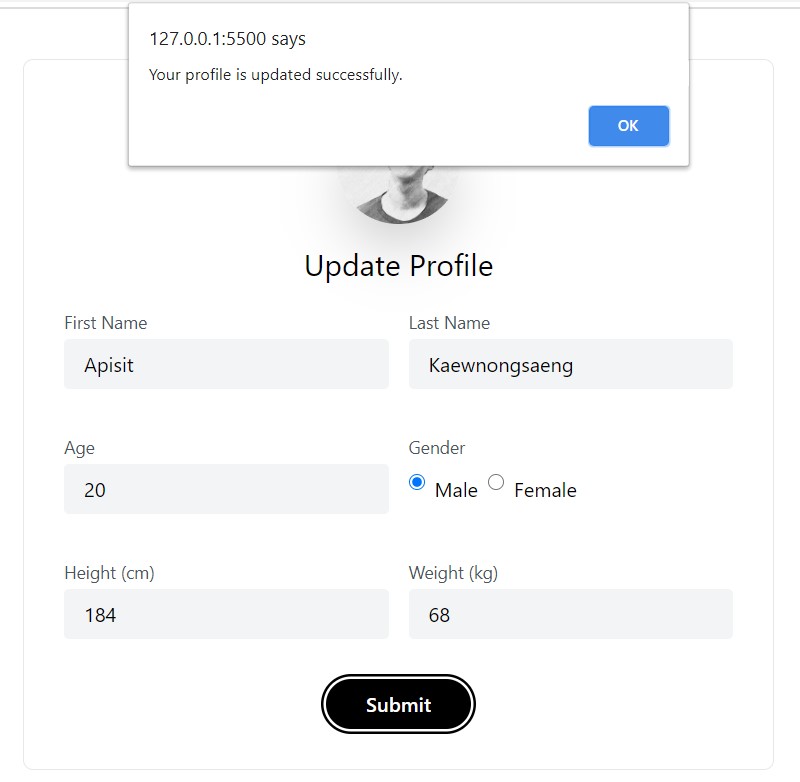 127.0.0.1:5500 says
Your profile is updated successfully.
OK
Update Profile
First Name Last Name
Apisit Kaewnongsaeng
Age Gender
20 Male Female
Height (cm) Weight (kg)
184 68
Submit